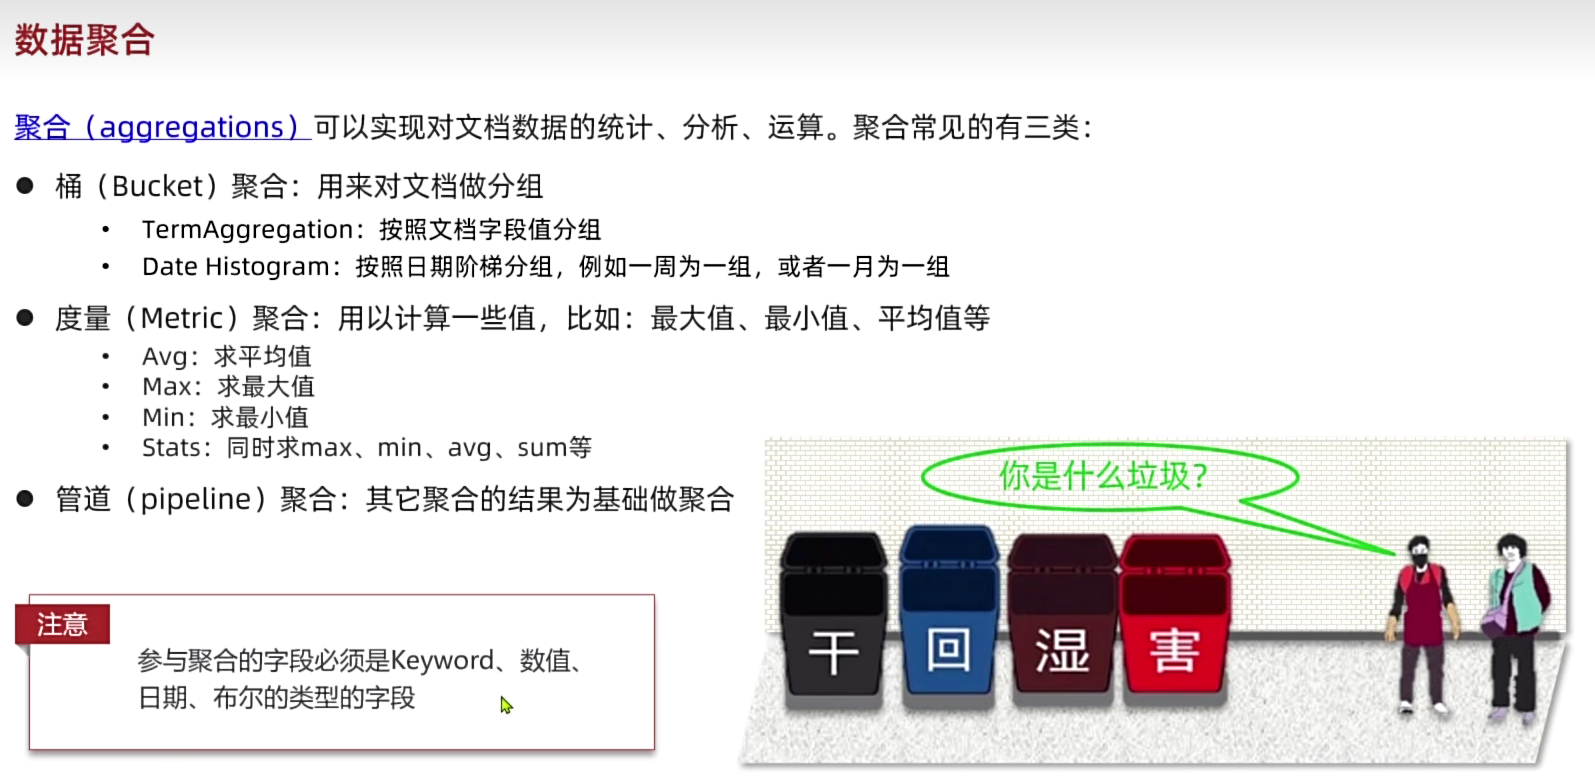 数据聚合
聚合（aggregations）可以实现对文档数据的统计、分析、运算。聚合常见的有三类：
● 桶（Bucket）聚合：用来对文档做分组
• TermAggregation：按照文档字段值分组
• Date Histogram：按照日期阶梯分组，例如一周为一组，或者一月为一组
● 度量（Metric）聚合：用以计算一些值，比如：最大值、最小值、平均值等
• Avg：求平均值
• Max：求最大值
• Min：求最小值
• Stats：同时求max、min、avg、sum等
● 管道（pipeline）聚合：其它聚合的结果为基础做聚合
注意
参与聚合的字段必须是Keyword、数值、
日期、布尔的类型的字段
你是什么垃圾？
干 回 湿 害